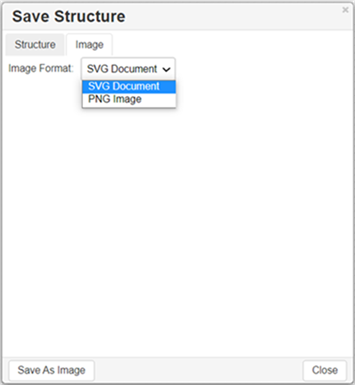 Save Structure
×
Structure
Image
Image Format: SVG Document
SVG Document
PNG Image
Save As Image
Close